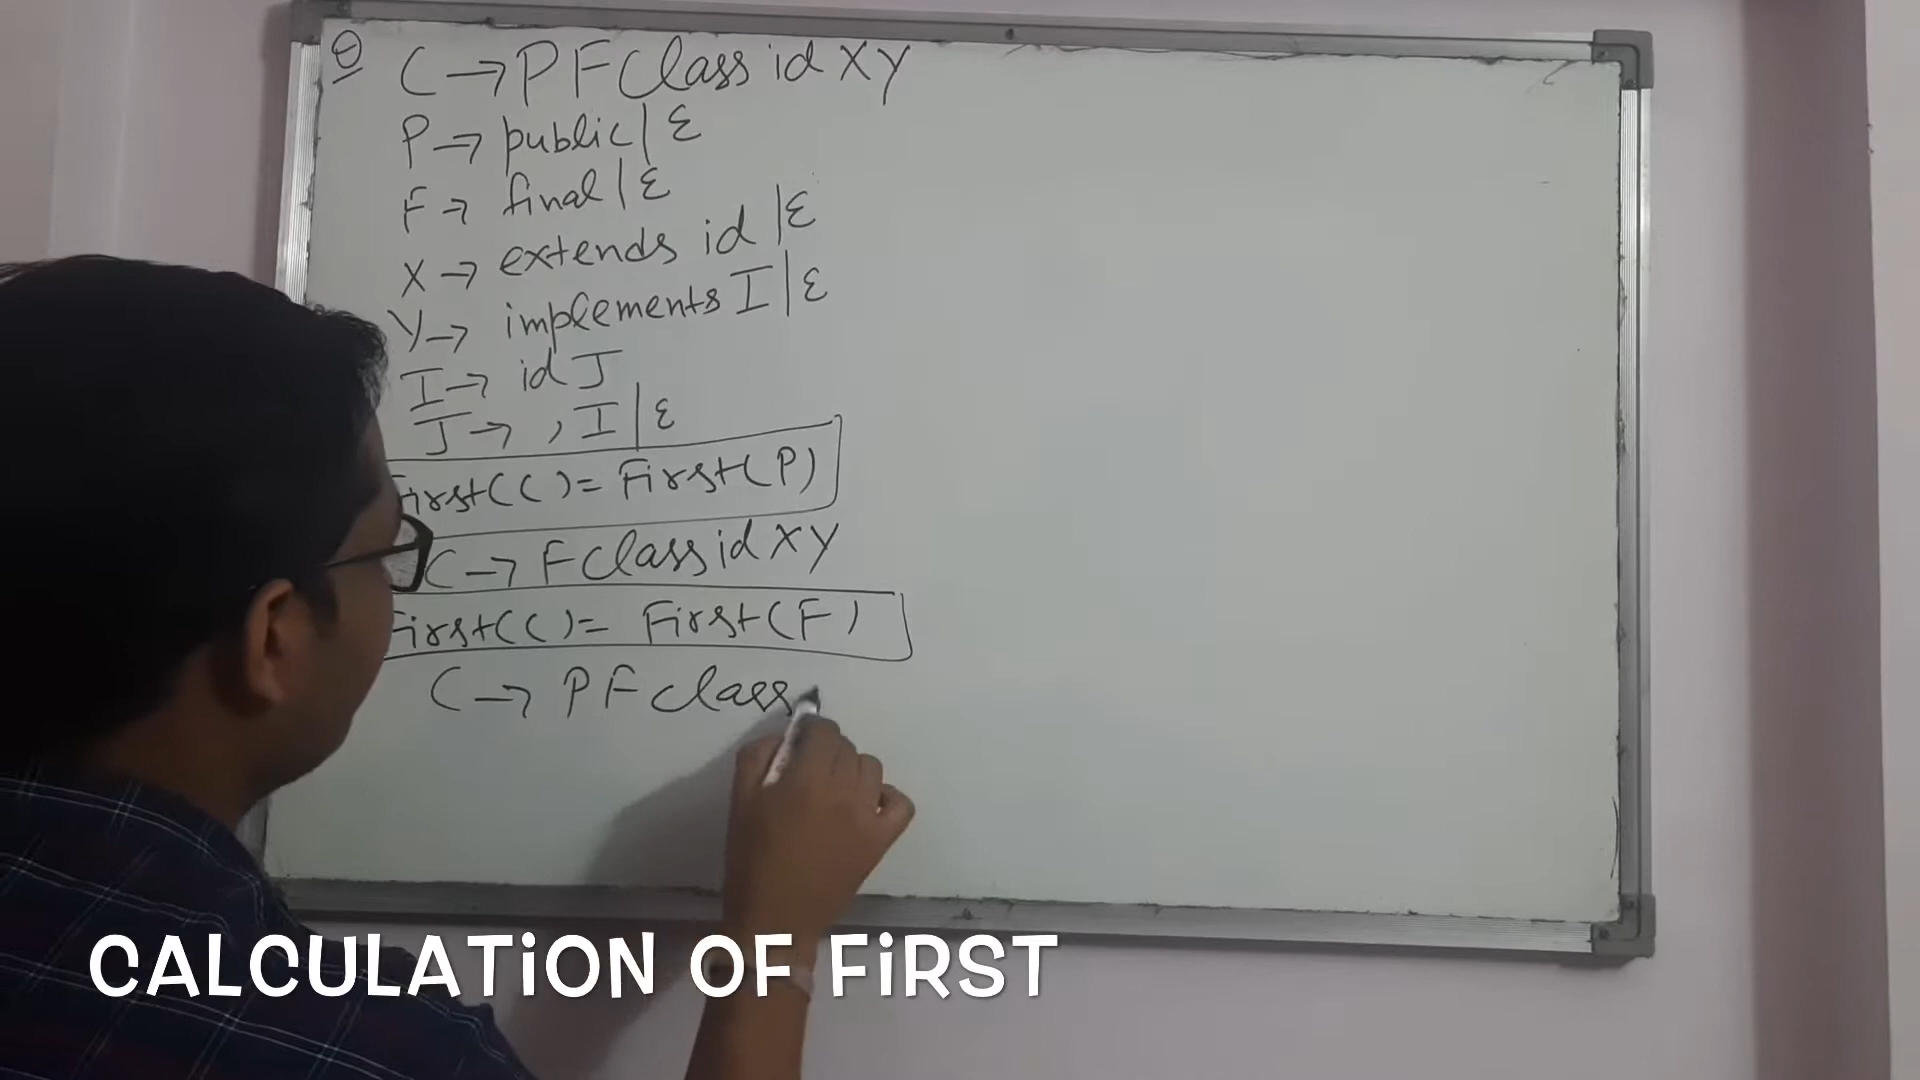 Q C → P F Class id X Y
P → public | ε
F → final | ε
X → extends id | ε
Y → implements I | ε
I → id J
J → , I | ε
First(C) = First(P)
C → F Class id X Y
First(C) = First(F)
C → P F class
CALCULATION OF FIRST